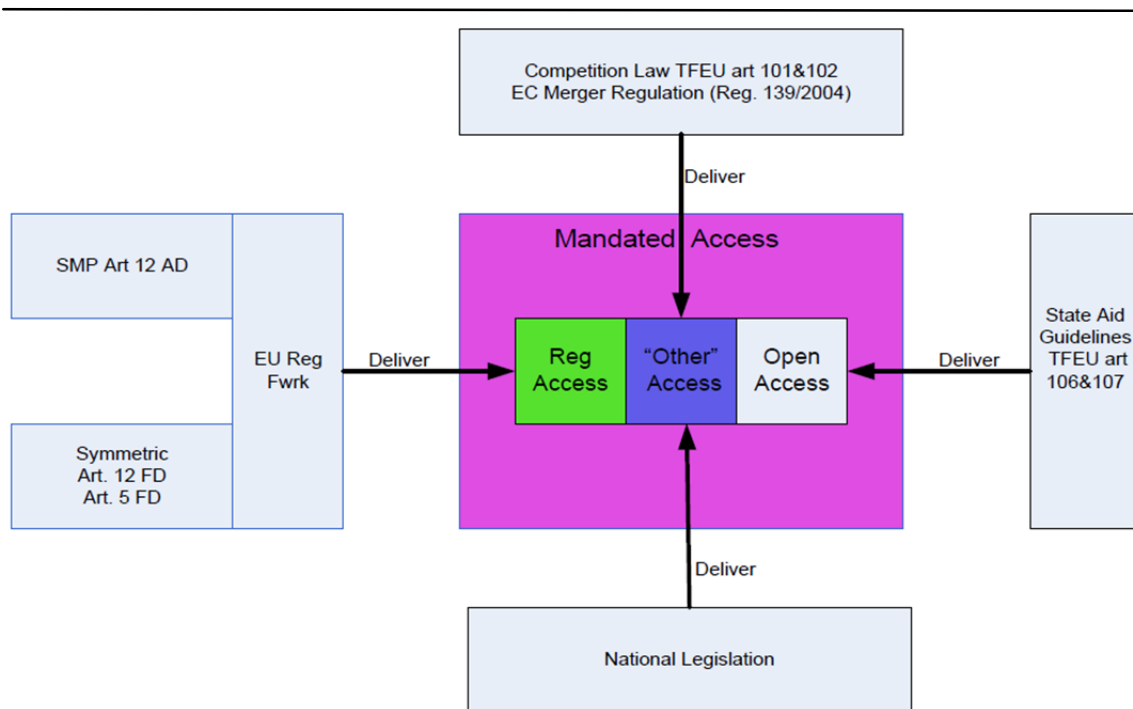 Competition Law TFEU art 101&102
EC Merger Regulation (Reg. 139/2004)
Deliver
Mandated Access
SMP Art 12 AD
EU Reg
Fwrk
Deliver
Reg
Access
“Other”
Access
Open
Access
Deliver
State Aid
Guidelines
TFEU art
106&107
Symmetric
Art. 12 FD
Art. 5 FD
Deliver
National Legislation